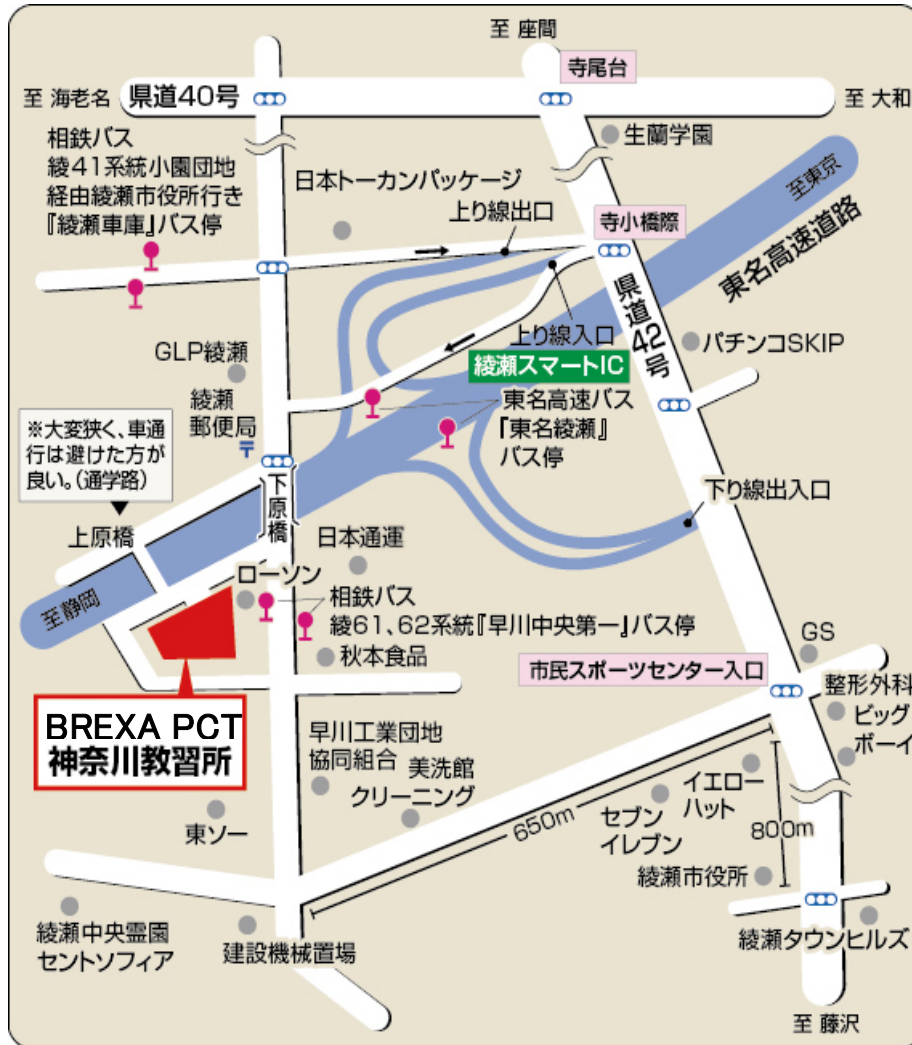 至 座間
寺尾台
至 海老名
県道40号
至 大和
相鉄バス
綾41系統小園団地
経由綾瀬市役所行き
『綾瀬車庫』バス停
生蘭学園
日本トーカンパッケージ
上り線出口
至東京
東名高速道路
寺小橋際
県道42号
上り線入口
GLP綾瀬
綾瀬スマートIC
パチンコSKIP
綾瀬
郵便局
〒
東名高速バス
『東名綾瀬』
バス停
※大変狭く、車通
行は避けた方が
良い。(通学路)
上原橋
下原橋
下り線出入口
日本通運
至静岡
ローソン
相鉄バス
綾61、62系統『早川中央第一』バス停
秋本食品
GS
市民スポーツセンター入口
整形外科
ビッグ
ボーイ
BREXA PCT
神奈川教習所
早川工業団地
協同組合
美洗館
クリーニング
イエロー
ハット
セブン
イレブン
650m
800m
東ソー
綾瀬市役所
綾瀬中央霊園
セントソフィア
建設機械置場
綾瀬タウンヒルズ
至 藤沢